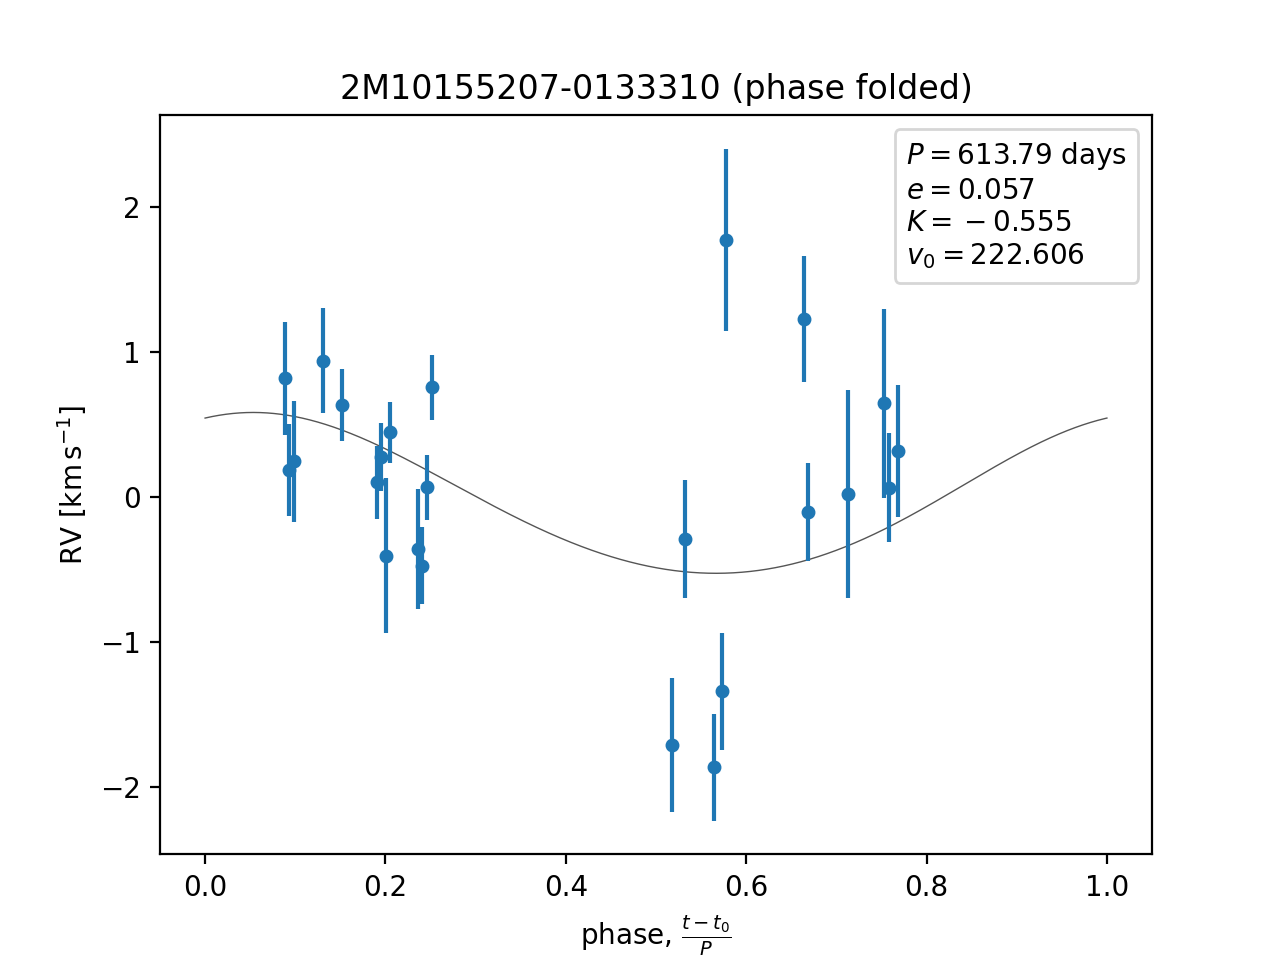 2M10155207-0133310 (phase folded)
P = 613.79 days
e = 0.057
K = −0.555
v₀ = 222.606
RV [km s⁻¹]
2
1
0
−1
−2
0.0 0.2 0.4 0.6 0.8 1.0
phase, (t − t₀)/P